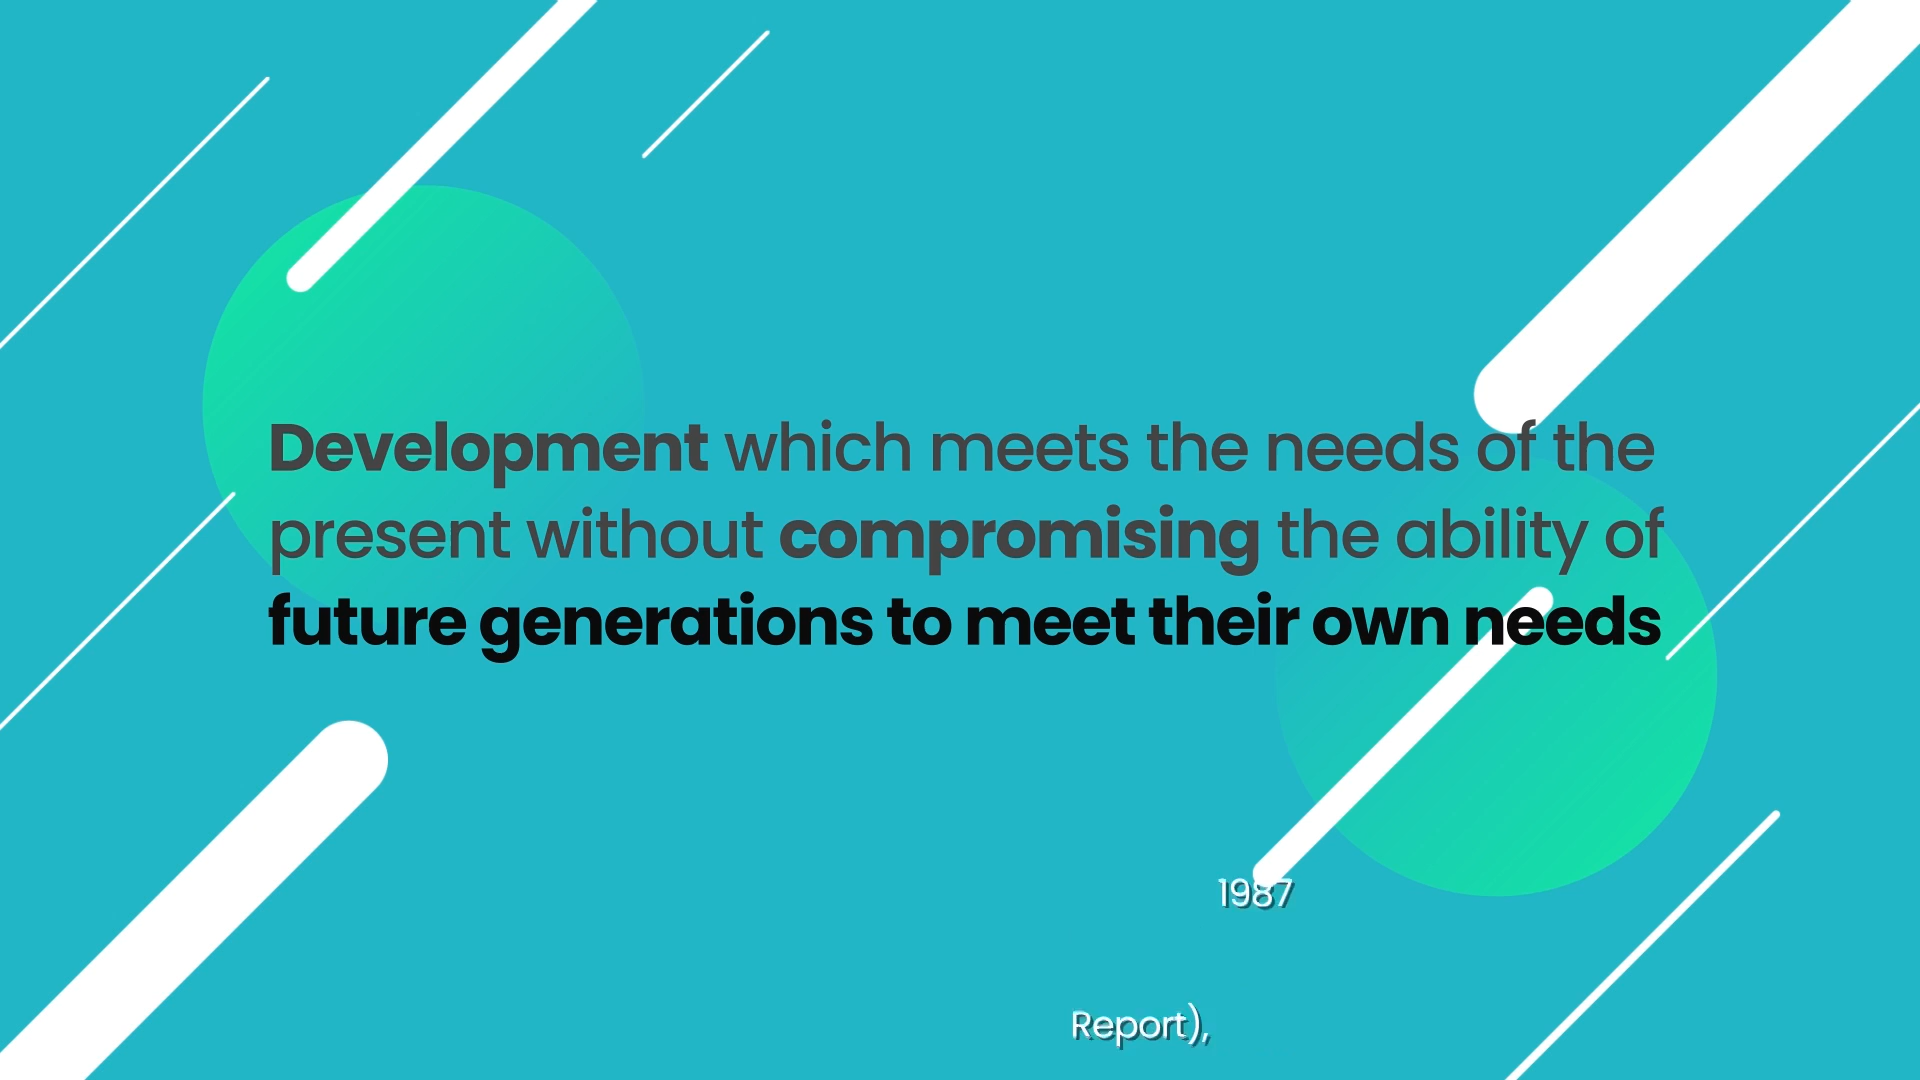 Development which meets the needs of the
present without compromising the ability of
future generations to meet their own needs
1987
Report),